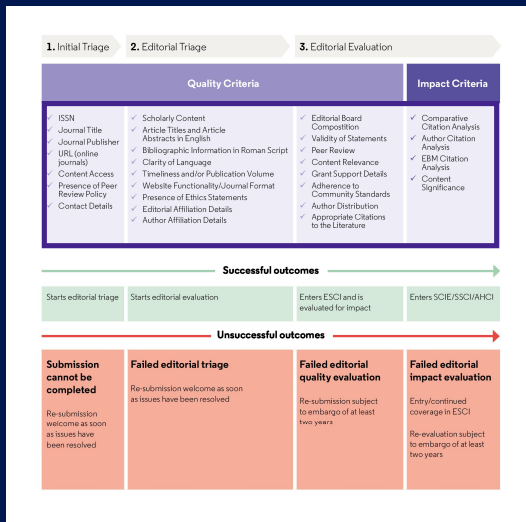 1. Initial Triage
2. Editorial Triage
3. Editorial Evaluation
Quality Criteria
Impact Criteria
✓ ISSN
✓ Journal Title
✓ Journal Publisher
✓ URL (online
journals)
✓ Content Access
✓ Presence of Peer
Review Policy
✓ Contact Details
✓ Scholarly Content
✓ Article Titles and Article
Abstracts in English
✓ Bibliographic Information in Roman Script
✓ Clarity of Language
✓ Timeliness and/or Publication Volume
✓ Website Functionality/Journal Format
✓ Presence of Ethics Statements
✓ Editorial Affiliation Details
✓ Author Affiliation Details
✓ Editorial Board
Compostition
✓ Validity of Statements
✓ Peer Review
✓ Content Relevance
✓ Grant Support Details
✓ Adherence to
Community Standards
✓ Author Distribution
✓ Appropriate Citations
to the Literature
✓ Comparative
Citation Analysis
✓ Author Citation
Analysis
✓ EBM Citation
Analysis
✓ Content
Significance
Successful outcomes
Starts editorial triage
Starts editorial evaluation
Enters ESCI and is
evaluated for impact
Enters SCIE/SSCI/AHCI
Unsuccessful outcomes
Submission
cannot be
completed
Re-submission
welcome as soon
as issues have
been resolved
Failed editorial triage
Re-submission welcome as soon
as issues have been resolved
Failed editorial
quality evaluation
Re-submission subject
to embargo of at least
two years
Failed editorial
impact evaluation
Entry/continued
coverage in ESCI
Re-evaluation subject
to embargo of at least
two years